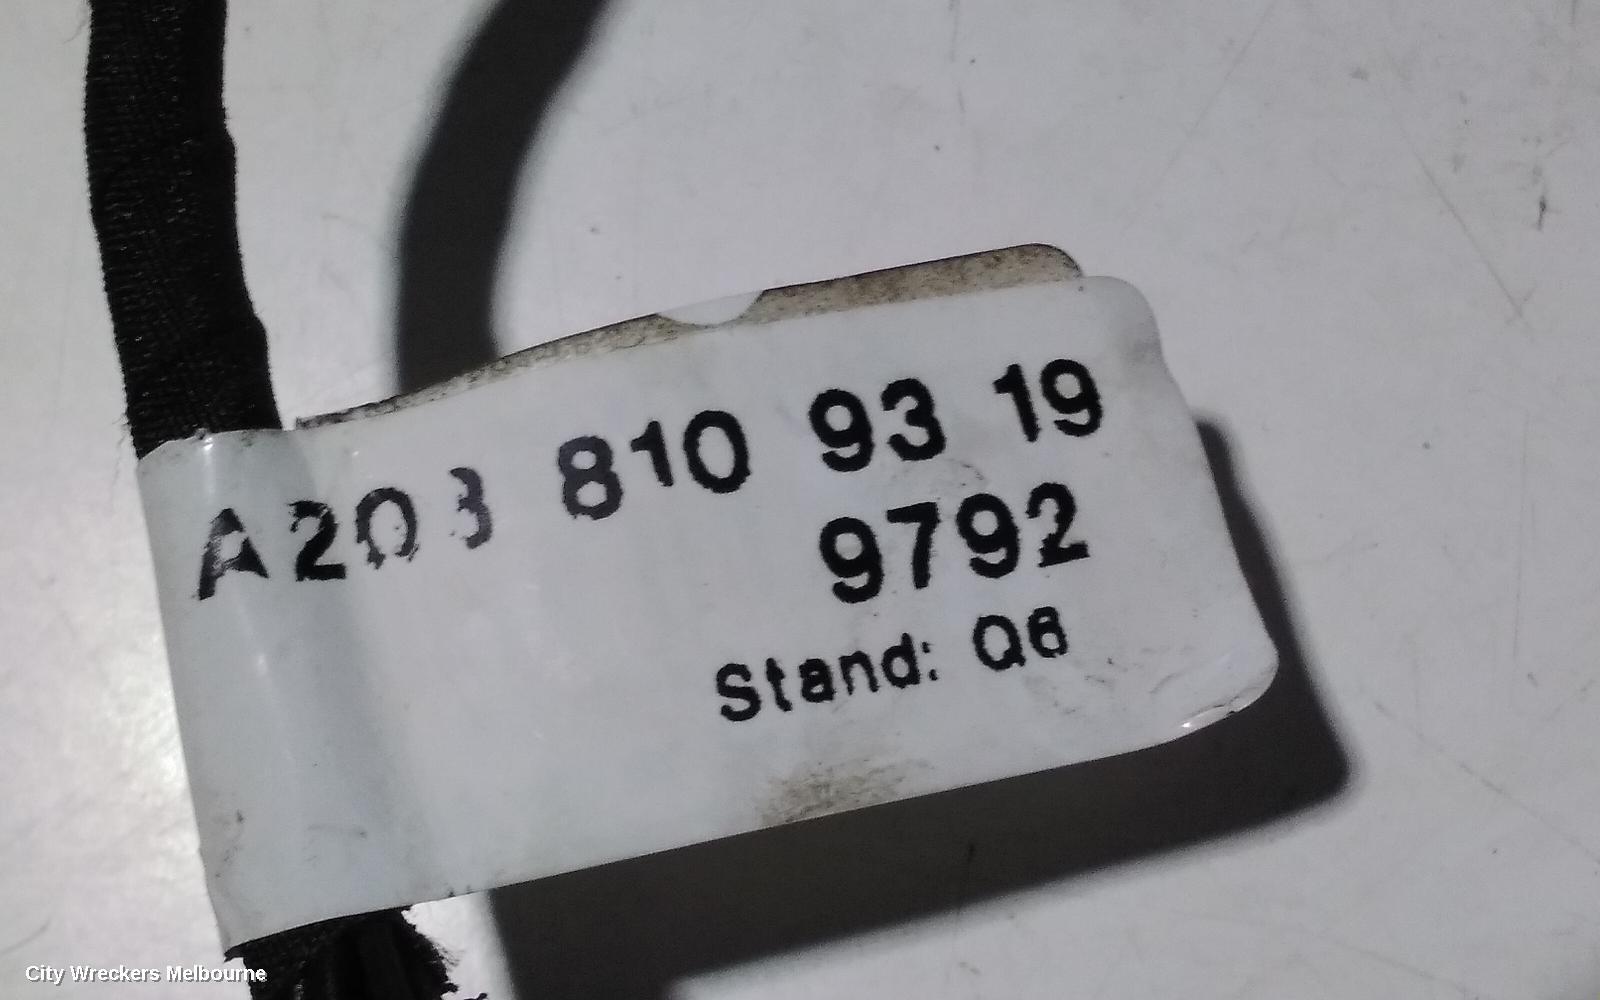 A203 810 93 19
9792
Stand: Q6
City Wreckers Melbourne